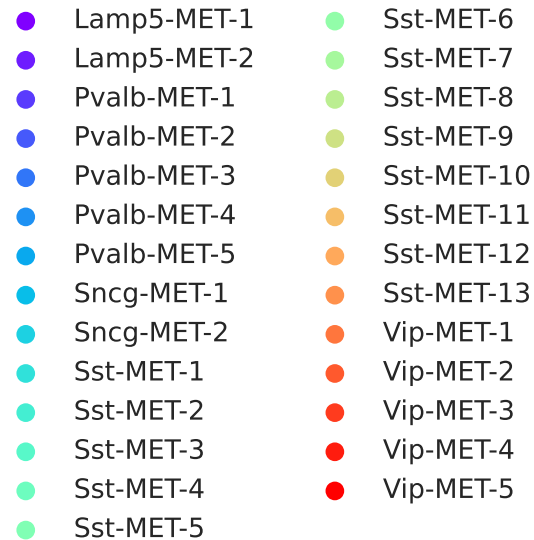 Lamp5-MET-1
Lamp5-MET-2
Pvalb-MET-1
Pvalb-MET-2
Pvalb-MET-3
Pvalb-MET-4
Pvalb-MET-5
Sncg-MET-1
Sncg-MET-2
Sst-MET-1
Sst-MET-2
Sst-MET-3
Sst-MET-4
Sst-MET-5
Sst-MET-6
Sst-MET-7
Sst-MET-8
Sst-MET-9
Sst-MET-10
Sst-MET-11
Sst-MET-12
Sst-MET-13
Vip-MET-1
Vip-MET-2
Vip-MET-3
Vip-MET-4
Vip-MET-5